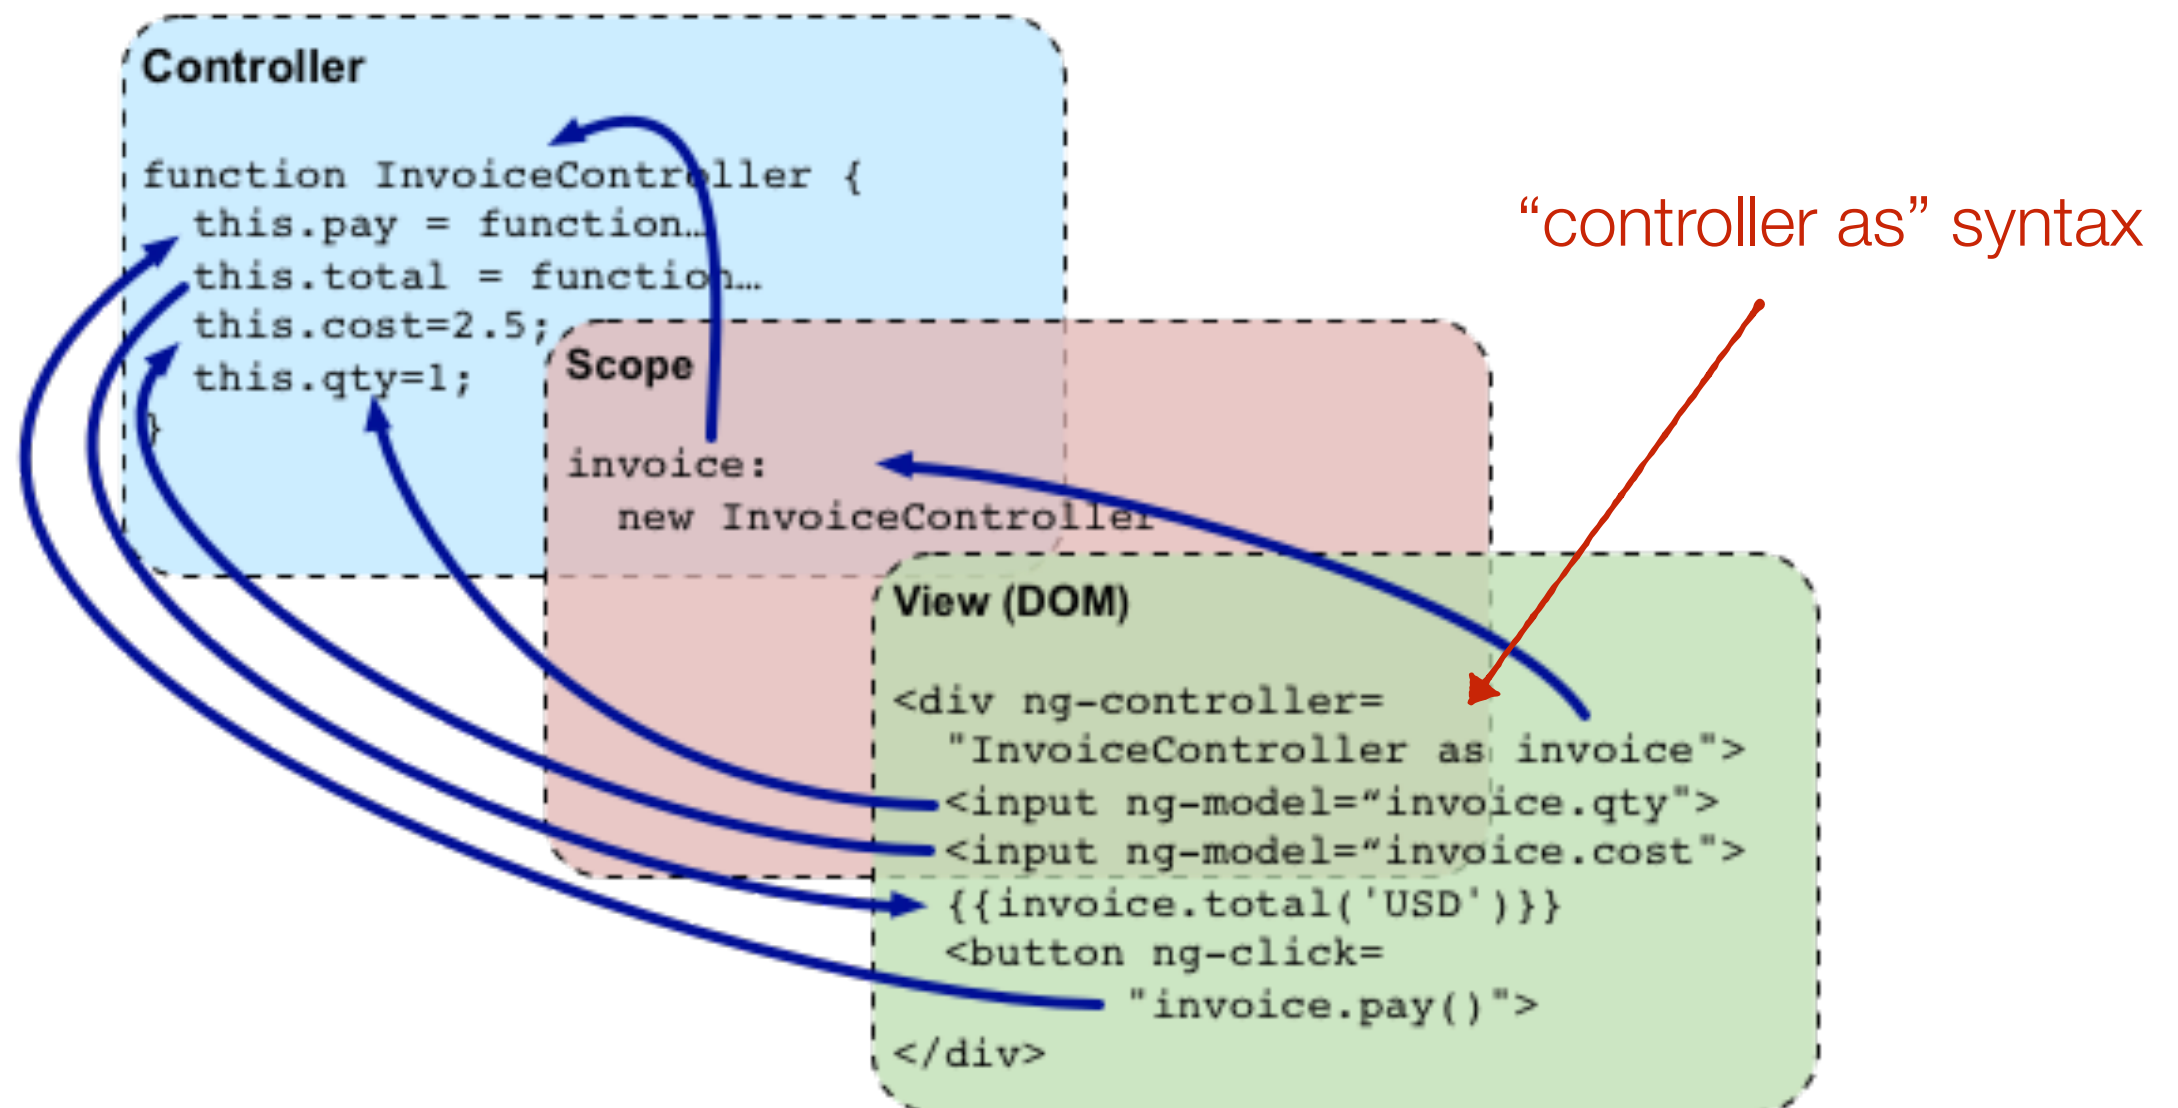 Controller
function InvoiceController {
this.pay = function…
this.total = function…
this.cost=2.5;
this.qty=1;
}
“controller as” syntax
Scope
invoice:
new InvoiceController
View (DOM)
<div ng-controller=
"InvoiceController as invoice">
<input ng-model=“invoice.qty">
<input ng-model=“invoice.cost">
{{invoice.total('USD')}}
<button ng-click=
"invoice.pay()">
</div>